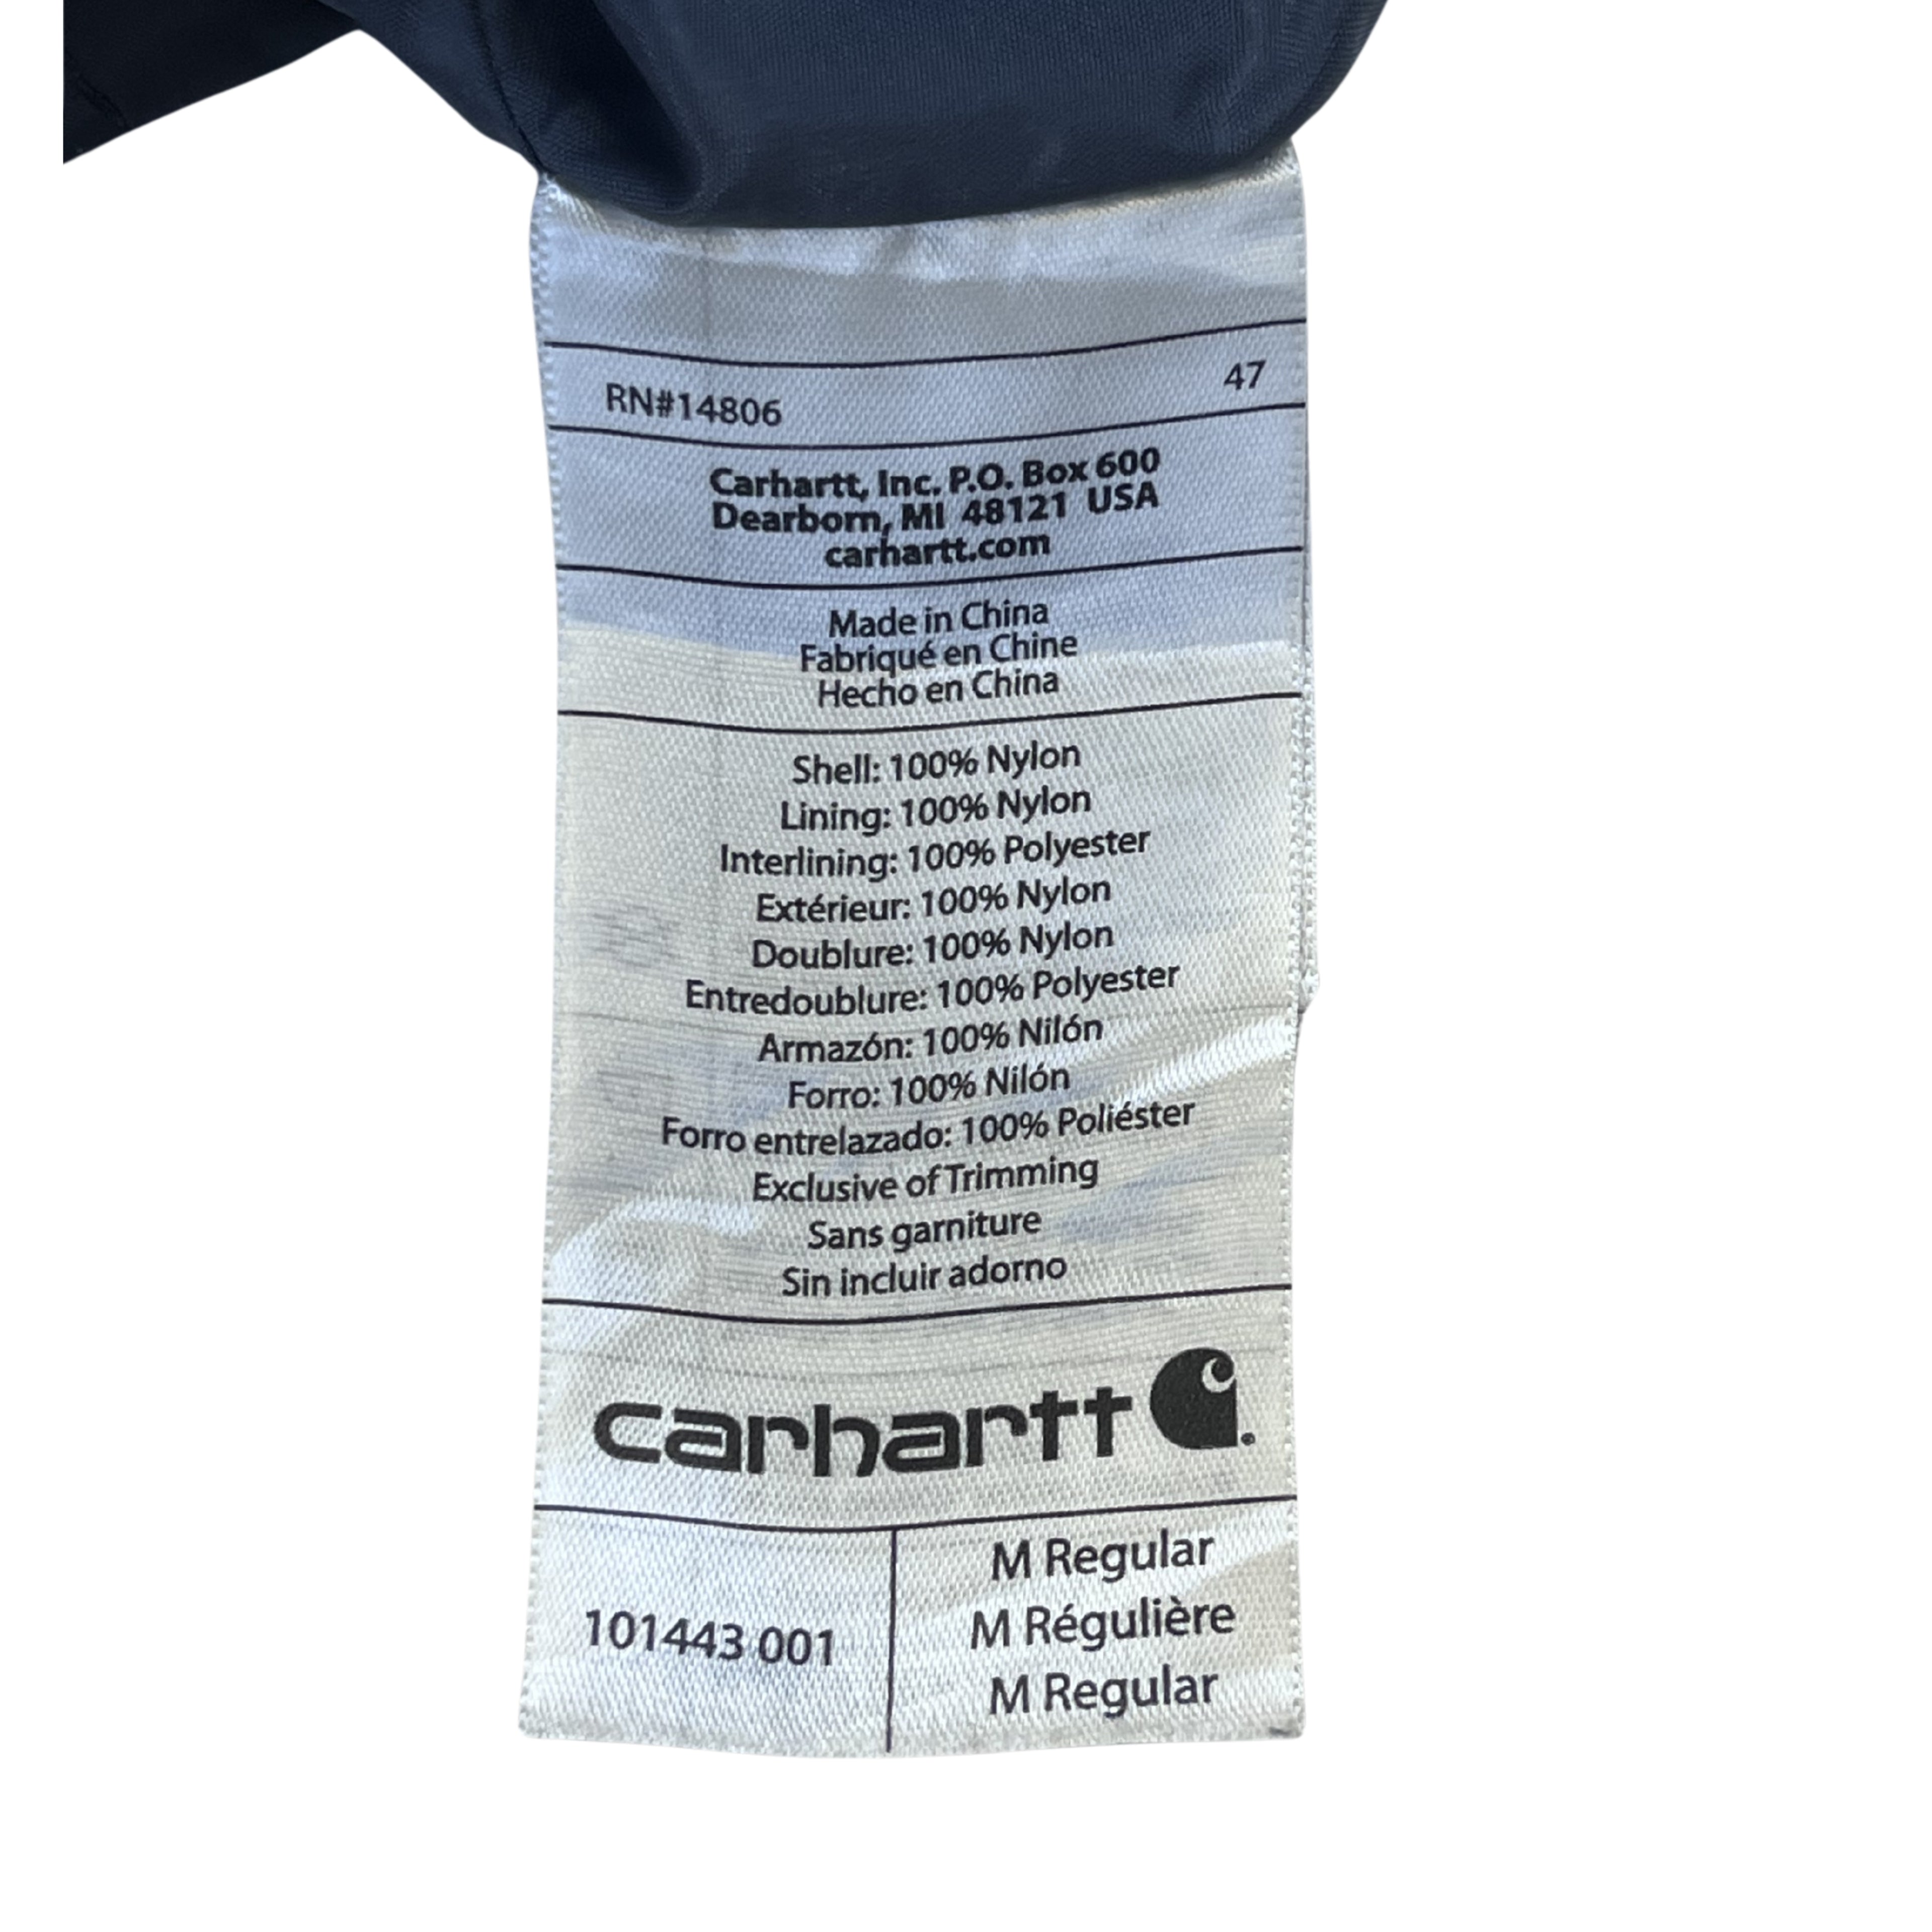 RN#14806 47
Carhartt, Inc. P.O. Box 600
Dearborn, MI 48121 USA
carhartt.com
Made in China
Fabriqué en Chine
Hecho en China
Shell: 100% Nylon
Lining: 100% Nylon
Interlining: 100% Polyester
Extérieur: 100% Nylon
Doublure: 100% Nylon
Entredoublure: 100% Polyester
Armazón: 100% Nilón
Forro: 100% Nilón
Forro entrelazado: 100% Poliéster
Exclusive of Trimming
Sans garniture
Sin incluir adorno
carhartt
101443 001
M Regular
M Régulière
M Regular